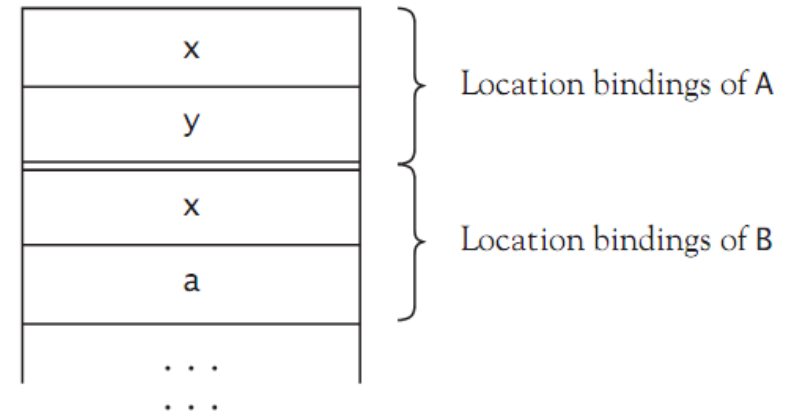 x
Location bindings of A
y
x
Location bindings of B
a
. . .
. . .